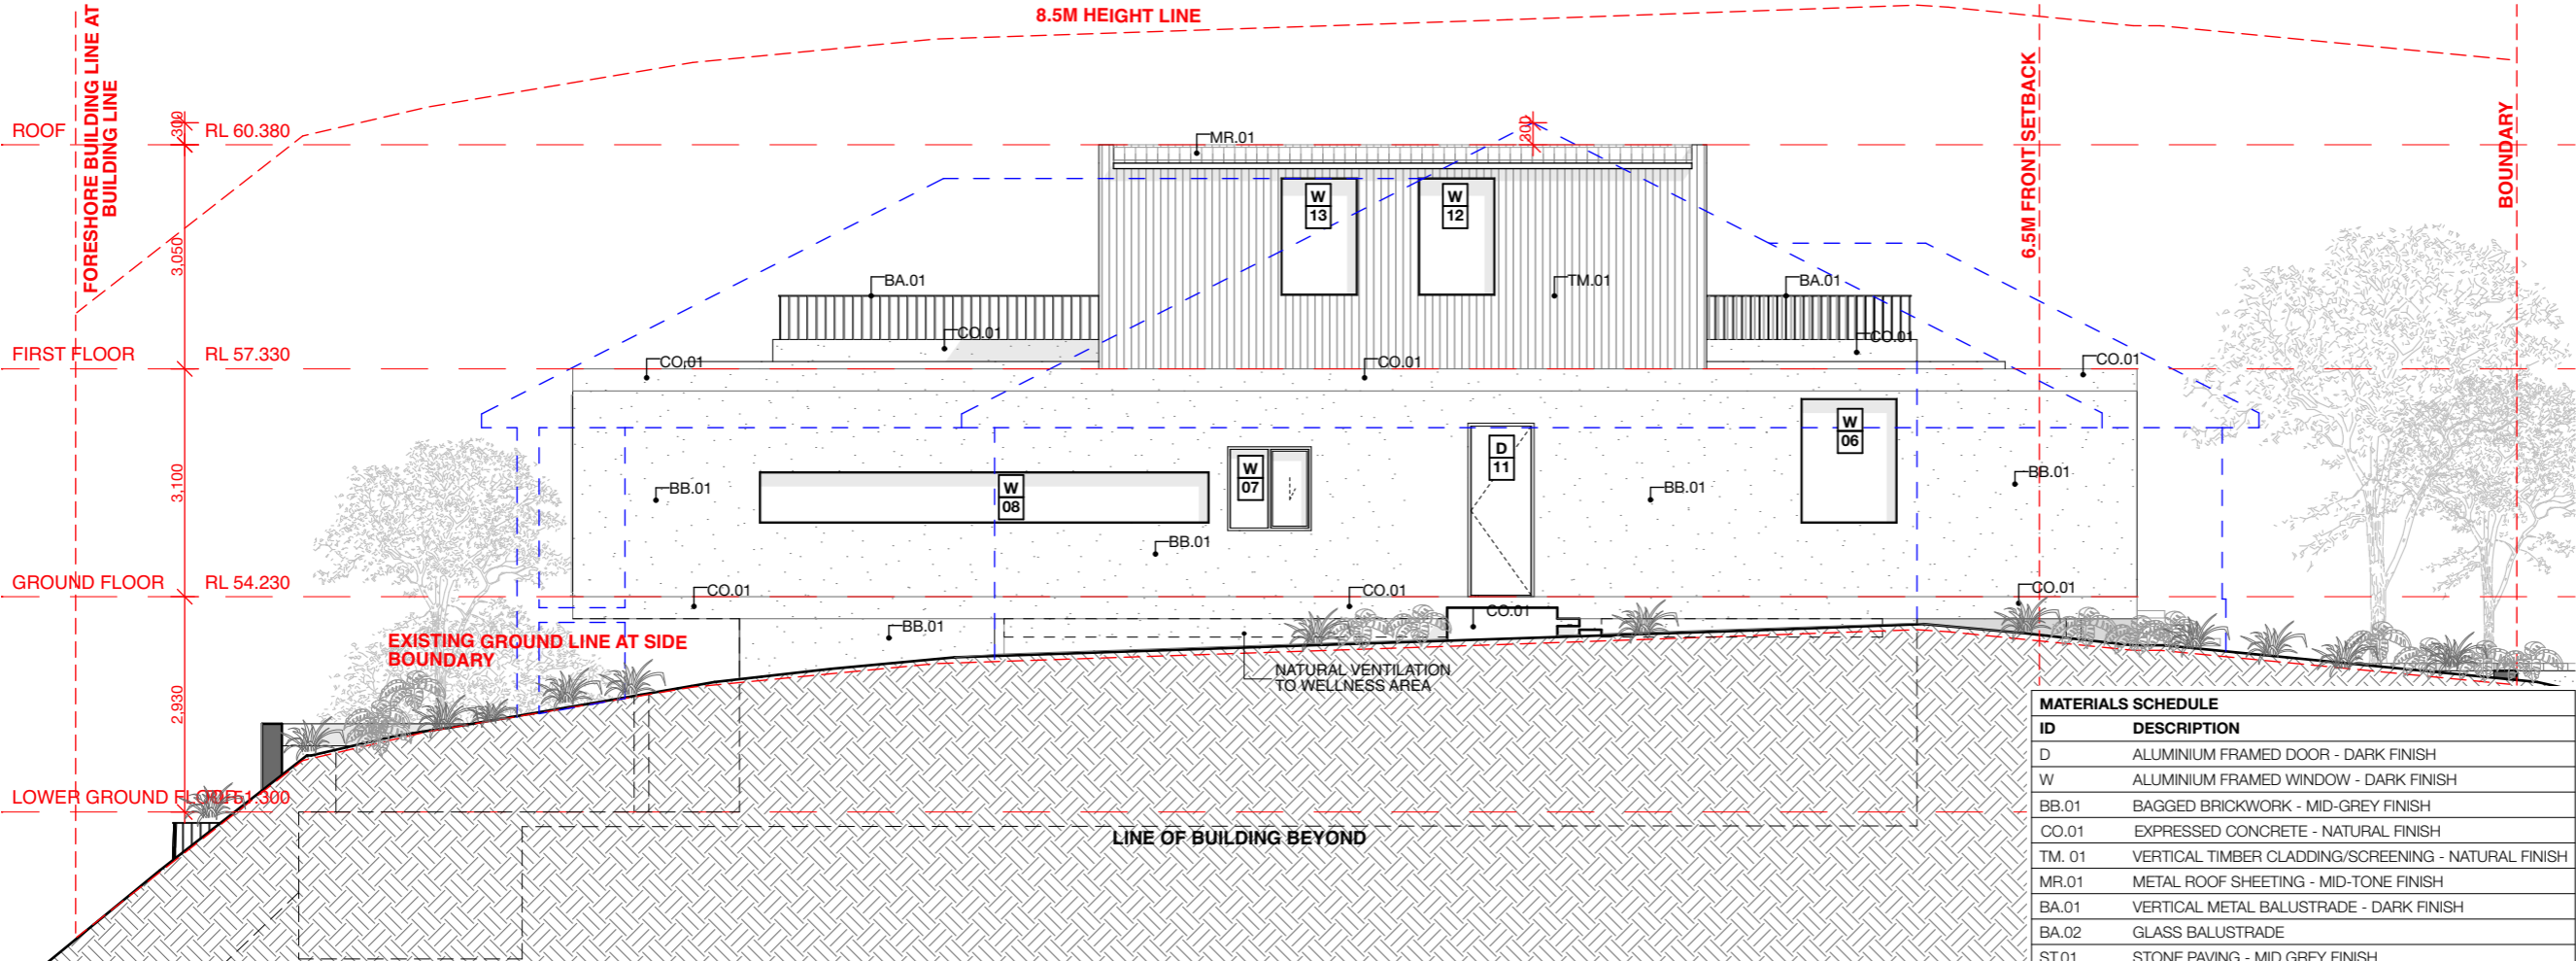 8.5M HEIGHT LINE
FORESHORE BUILDING LINE AT
BUILDING LINE
6.5M FRONT SETBACK
BOUNDARY
ROOF
RL 60.380
300
300
MR.01
W
13
W
12
3,050
BA.01
TM.01
BA.01
CO.01
CO.01
FIRST FLOOR
RL 57.330
CO.01
CO.01
CO.01
W
06
D
11
W
07
W
08
3,100
BB.01
BB.01
BB.01
BB.01
GROUND FLOOR
RL 54.230
CO.01
CO.01
CO.01
CO.01
BB.01
EXISTING GROUND LINE AT SIDE
BOUNDARY
NATURAL VENTILATION
TO WELLNESS AREA
2,930
LOWER GROUND FLOOR
51.300
LINE OF BUILDING BEYOND
MATERIALS SCHEDULE
ID DESCRIPTION
D ALUMINIUM FRAMED DOOR - DARK FINISH
W ALUMINIUM FRAMED WINDOW - DARK FINISH
BB.01 BAGGED BRICKWORK - MID-GREY FINISH
CO.01 EXPRESSED CONCRETE - NATURAL FINISH
TM. 01 VERTICAL TIMBER CLADDING/SCREENING - NATURAL FINISH
MR.01 METAL ROOF SHEETING - MID-TONE FINISH
BA.01 VERTICAL METAL BALUSTRADE - DARK FINISH
BA.02 GLASS BALUSTRADE
ST.01 STONE PAVING - MID GREY FINISH